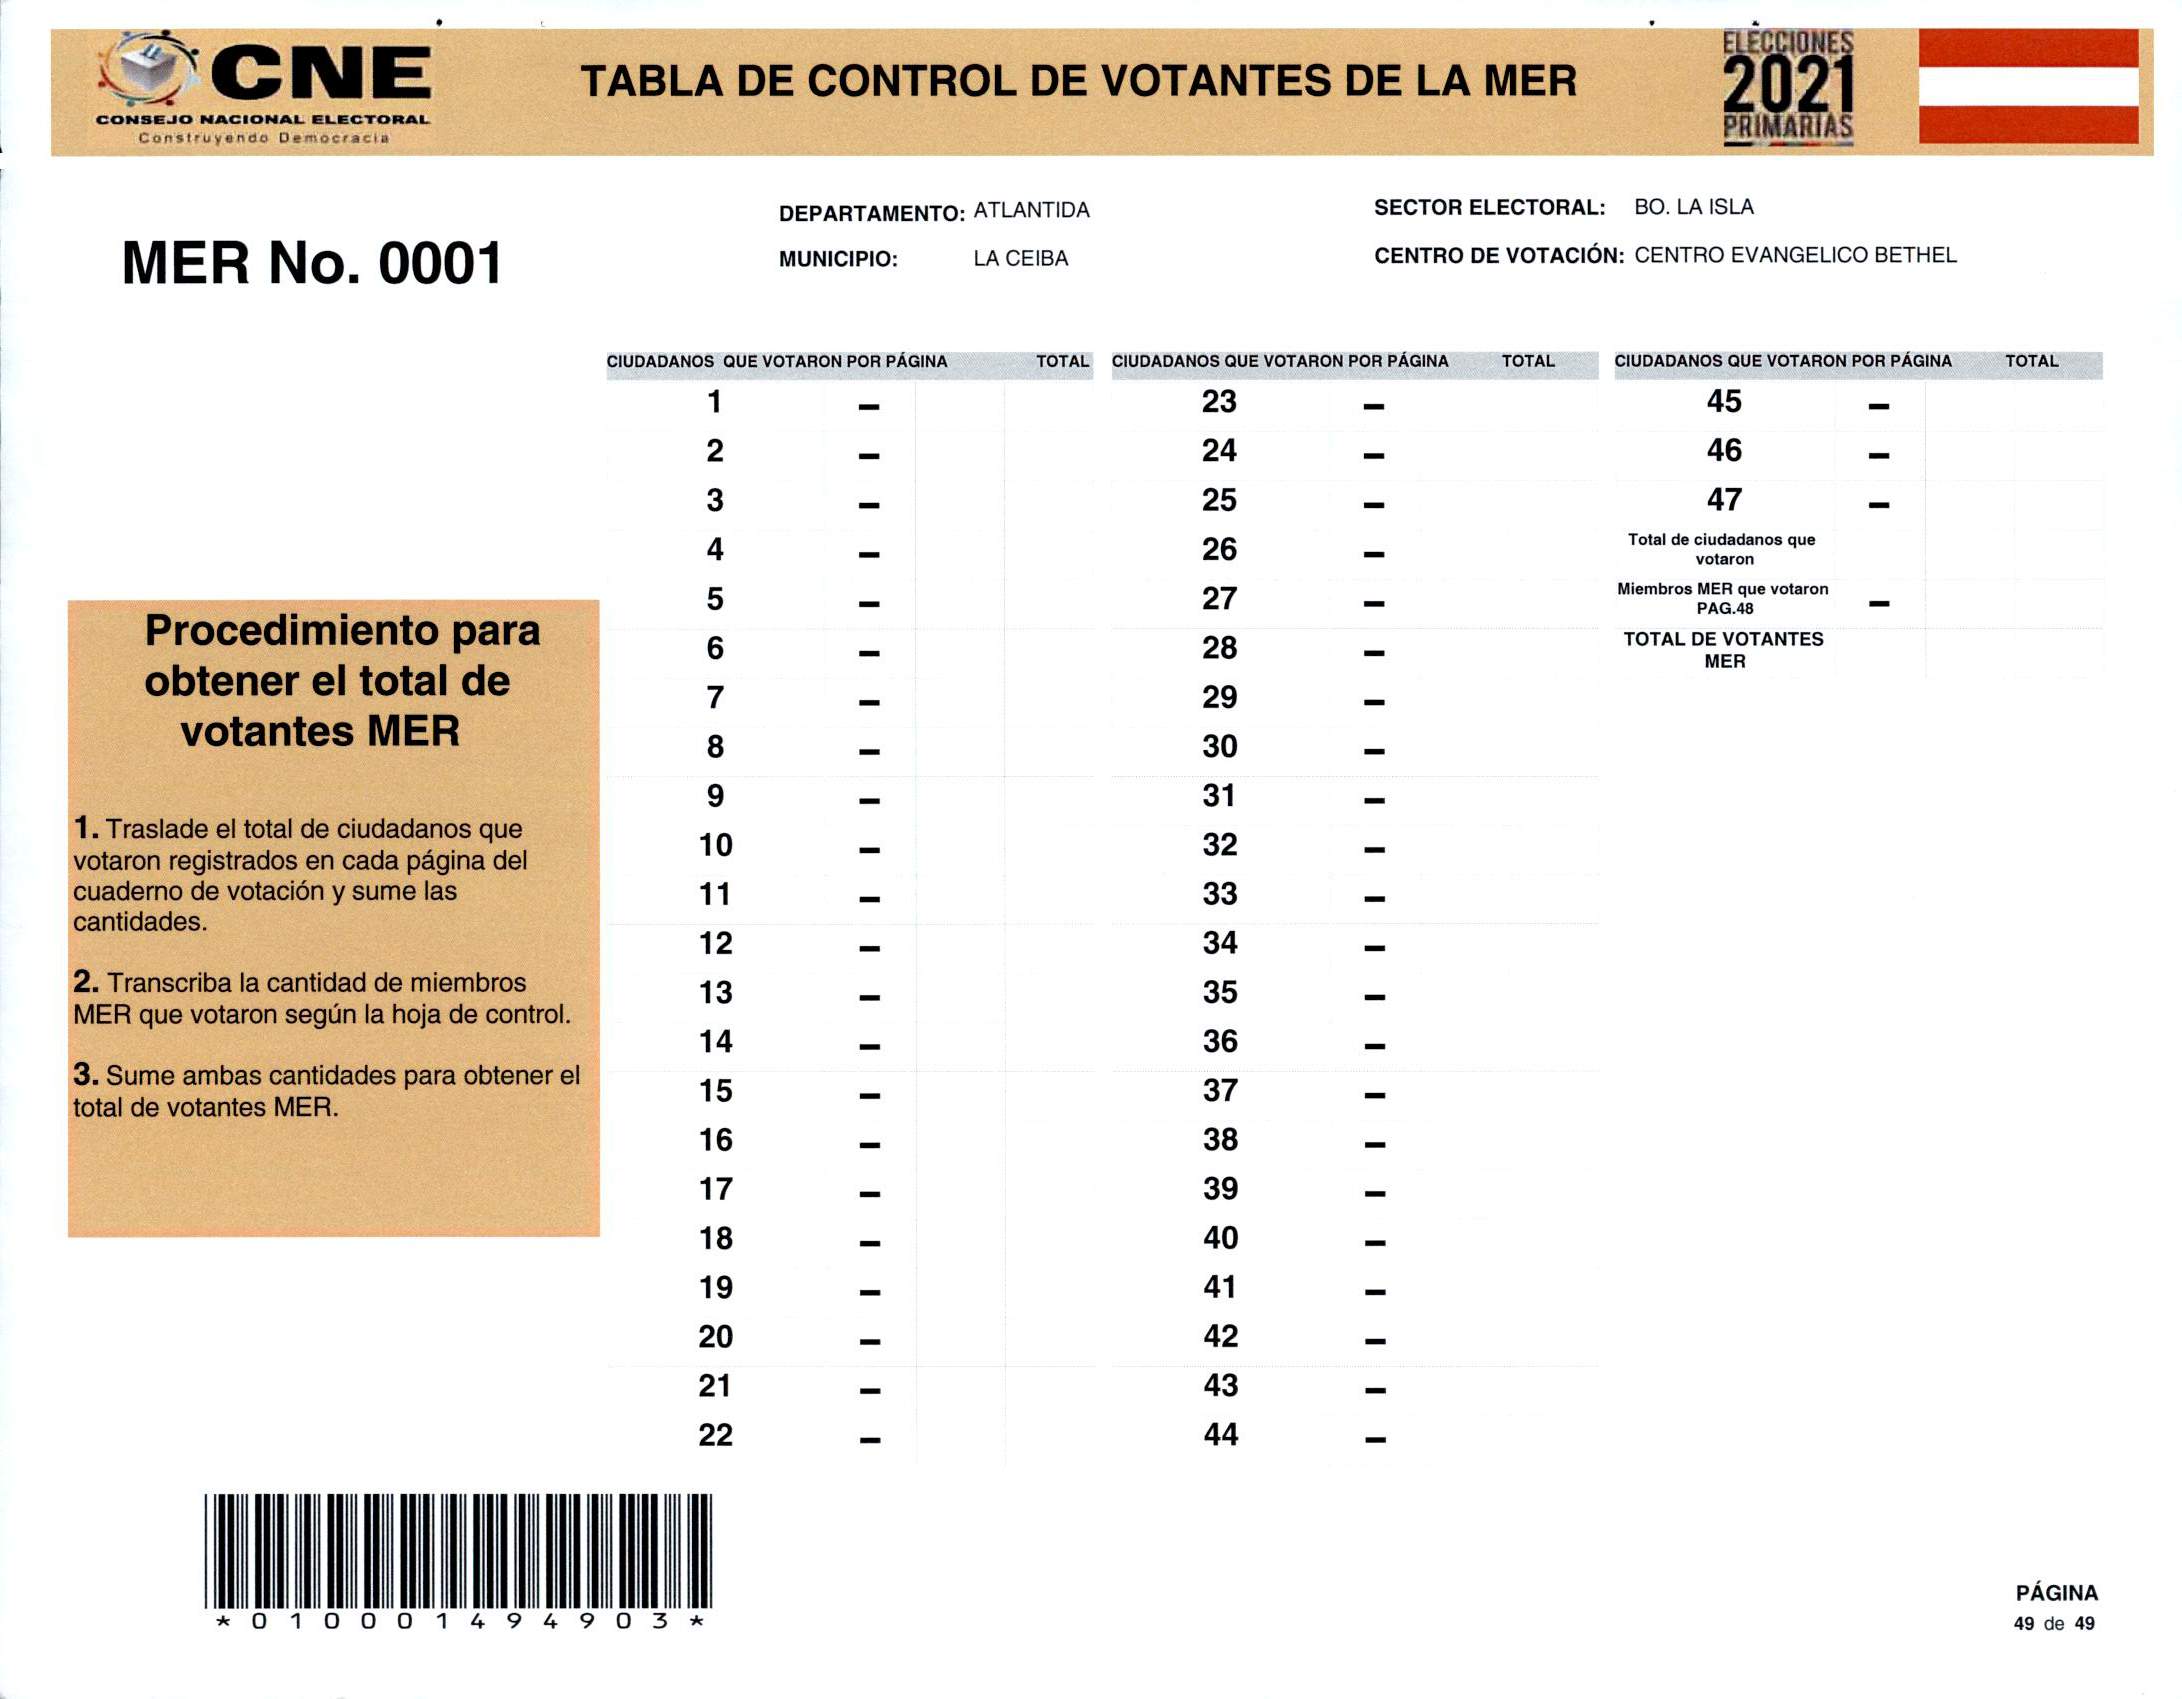 CNE
CONSEJO NACIONAL ELECTORAL
Construyendo Democracia
TABLA DE CONTROL DE VOTANTES DE LA MER
ELECCIONES
2021
PRIMARIAS
MER No. 0001
DEPARTAMENTO: ATLANTIDA
MUNICIPIO: LA CEIBA
SECTOR ELECTORAL: BO. LA ISLA
CENTRO DE VOTACIÓN: CENTRO EVANGELICO BETHEL
Procedimiento para
obtener el total de
votantes MER
1. Traslade el total de ciudadanos que
votaron registrados en cada página del
cuaderno de votación y sume las
cantidades.
2. Transcriba la cantidad de miembros
MER que votaron según la hoja de control.
3. Sume ambas cantidades para obtener el
total de votantes MER.
CIUDADANOS QUE VOTARON POR PÁGINA TOTAL
1 –
2 –
3 –
4 –
5 –
6 –
7 –
8 –
9 –
10 –
11 –
12 –
13 –
14 –
15 –
16 –
17 –
18 –
19 –
20 –
21 –
22 –
CIUDADANOS QUE VOTARON POR PÁGINA TOTAL
23 –
24 –
25 –
26 –
27 –
28 –
29 –
30 –
31 –
32 –
33 –
34 –
35 –
36 –
37 –
38 –
39 –
40 –
41 –
42 –
43 –
44 –
CIUDADANOS QUE VOTARON POR PÁGINA TOTAL
45 –
46 –
47 –
Total de ciudadanos que
votaron
Miembros MER que votaron
PAG.48 –
TOTAL DE VOTANTES
MER
*010001494903*
PÁGINA
49 de 49